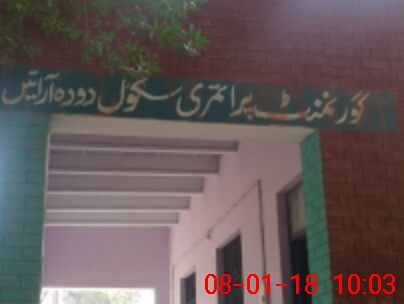 گورنمنٹ پرائمری سکول دودہ آرائیں
08-01-18 10:03